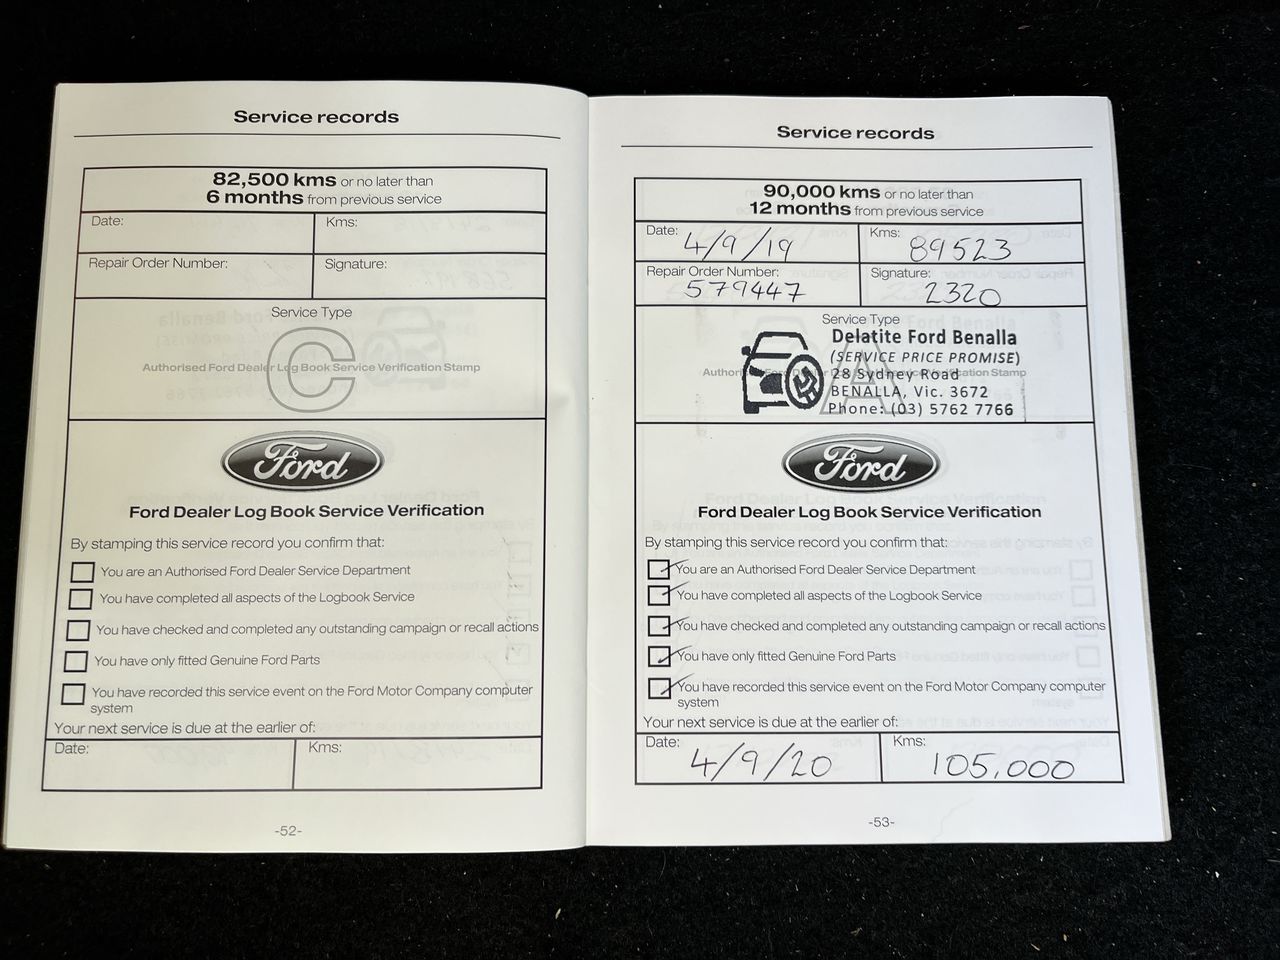 Service records
82,500 kms or no later than
6 months from previous service
Date:
Kms:
Repair Order Number:
Signature:
Service Type
C
Authorised Ford Dealer Log Book Service Verification Stamp
Ford
Ford Dealer Log Book Service Verification
By stamping this service record you confirm that:
You are an Authorised Ford Dealer Service Department
You have completed all aspects of the Logbook Service
You have checked and completed any outstanding campaign or recall actions
You have only fitted Genuine Ford Parts
You have recorded this service event on the Ford Motor Company computer
system
Your next service is due at the earlier of:
Date:
Kms:
-52-
Service records
90,000 kms or no later than
12 months from previous service
Date: 4/9/19
Kms: 89523
Repair Order Number:
579447
Signature:
2320
Service Type
A
Delatite Ford Benalla
(SERVICE PRICE PROMISE)
Authorised Ford Dealer Log Book Service Verification Stamp
28 Sydney Road
BENALLA, Vic. 3672
Phone: (03) 5762 7766
Ford
Ford Dealer Log Book Service Verification
By stamping this service record you confirm that:
You are an Authorised Ford Dealer Service Department
You have completed all aspects of the Logbook Service
You have checked and completed any outstanding campaign or recall actions
You have only fitted Genuine Ford Parts
You have recorded this service event on the Ford Motor Company computer
system
Your next service is due at the earlier of:
Date: 4/9/20
Kms: 105,000
-53-